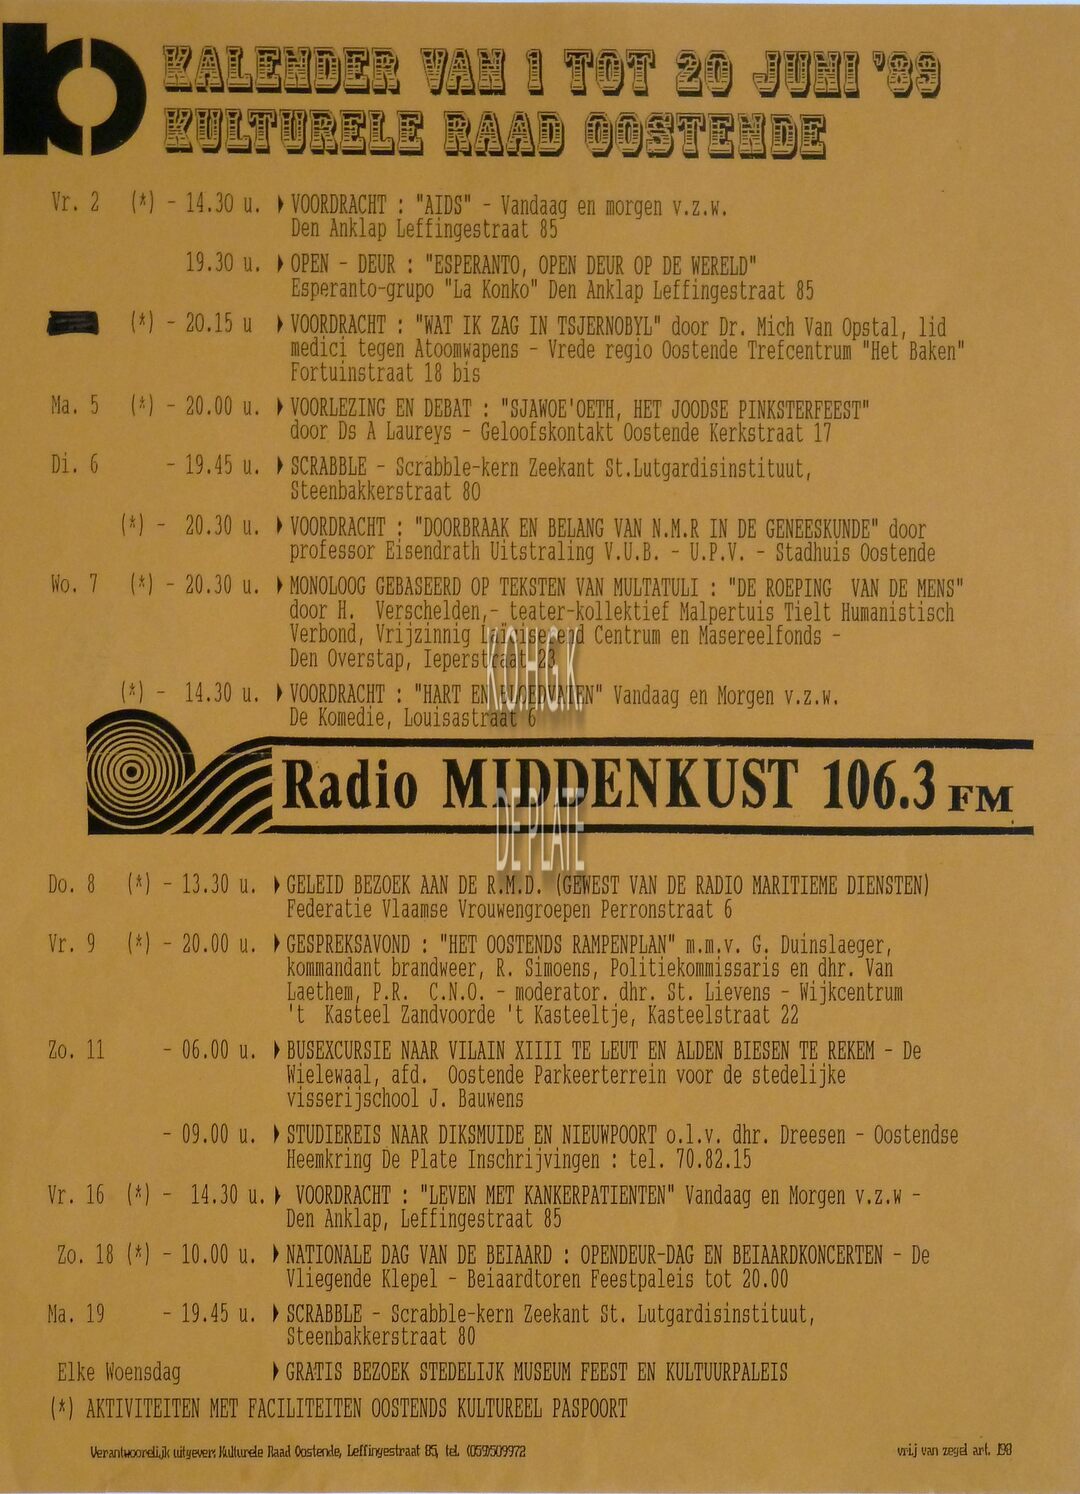 KALENDER VAN 1 TOT 20 JUNI '89
KULTURELE RAAD OOSTENDE
Vr. 2 (*) - 14.30 u. VOORDRACHT : "AIDS" - Vandaag en morgen v.z.w.
Den Anklap Leffingestraat 85
19.30 u. OPEN - DEUR : "ESPERANTO, OPEN DEUR OP DE WERELD"
Esperanto-grupo "La Konko" Den Anklap Leffingestraat 85
(*) - 20.15 u VOORDRACHT : "WAT IK ZAG IN TSJERNOBYL" door Dr. Mich Van Opstal, lid
medici tegen Atoomwapens - Vrede regio Oostende Trefcentrum "Het Baken"
Fortuinstraat 18 bis
Ma. 5 (*) - 20.00 u. VOORLEZING EN DEBAT : "SJAWOE'OETH, HET JOODSE PINKSTERFEEST"
door Ds A Laureys - Geloofskontakt Oostende Kerkstraat 17
Di. 6 - 19.45 u. SCRABBLE - Scrabble-kern Zeekant St.Lutgardisinstituut,
Steenbakkerstraat 80
(*) - 20.30 u. VOORDRACHT : "DOORBRAAK EN BELANG VAN N.M.R IN DE GENEESKUNDE" door
professor Eisendrath Uitstraling V.U.B. - U.P.V. - Stadhuis Oostende
Wo. 7 (*) - 20.30 u. MONOLOOG GEBASEERD OP TEKSTEN VAN MULTATULI : "DE ROEPING VAN DE MENS"
door H. Verschelden,- teater-kollektief Malpertuis Tielt Humanistisch
Verbond, Vrijzinnig Laïciserend Centrum en Masereelfonds -
Den Overstap, Ieperstraat 23
(*) - 14.30 u. VOORDRACHT : "HART EN BLOEDVATEN" Vandaag en Morgen v.z.w.
De Komedie, Louisastraat 6
KOHGK
Radio MIDDENKUST 106.3 FM
DE PLATE
Do. 8 (*) - 13.30 u. GELEID BEZOEK AAN DE R.M.D. (GEWEST VAN DE RADIO MARITIEME DIENSTEN)
Federatie Vlaamse Vrouwengroepen Perronstraat 6
Vr. 9 (*) - 20.00 u. GESPREKSAVOND : "HET OOSTENDS RAMPENPLAN" m.m.v. G. Duinslaeger,
kommandant brandweer, R. Simoens, Politiekommissaris en dhr. Van
Laethem, P.R. C.N.O. - moderator. dhr. St. Lievens - Wijkcentrum
't Kasteel Zandvoorde 't Kasteeltje, Kasteelstraat 22
Zo. 11 - 06.00 u. BUSEXCURSIE NAAR VILAIN XIIII TE LEUT EN ALDEN BIESEN TE REKEM - De
Wielewaal, afd. Oostende Parkeerterrein voor de stedelijke
visserijschool J. Bauwens
- 09.00 u. STUDIEREIS NAAR DIKSMUIDE EN NIEUWPOORT o.l.v. dhr. Dreesen - Oostendse
Heemkring De Plate Inschrijvingen : tel. 70.82.15
Vr. 16 (*) - 14.30 u. VOORDRACHT : "LEVEN MET KANKERPATIENTEN" Vandaag en Morgen v.z.w -
Den Anklap, Leffingestraat 85
Zo. 18 (*) - 10.00 u. NATIONALE DAG VAN DE BEIAARD : OPENDEUR-DAG EN BEIAARDKONCERTEN - De
Vliegende Klepel - Beiaardtoren Feestpaleis tot 20.00
Ma. 19 - 19.45 u. SCRABBLE - Scrabble-kern Zeekant St. Lutgardisinstituut,
Steenbakkerstraat 80
Elke Woensdag GRATIS BEZOEK STEDELIJK MUSEUM FEEST EN KULTUURPALEIS
(*) AKTIVITEITEN MET FACILITEITEN OOSTENDS KULTUREEL PASPOORT
Verantwoordelijk uitgever: Kulturele Raad Oostende, Leffingestraat 85, tel. (059)509972
vrij van zegel art. 198